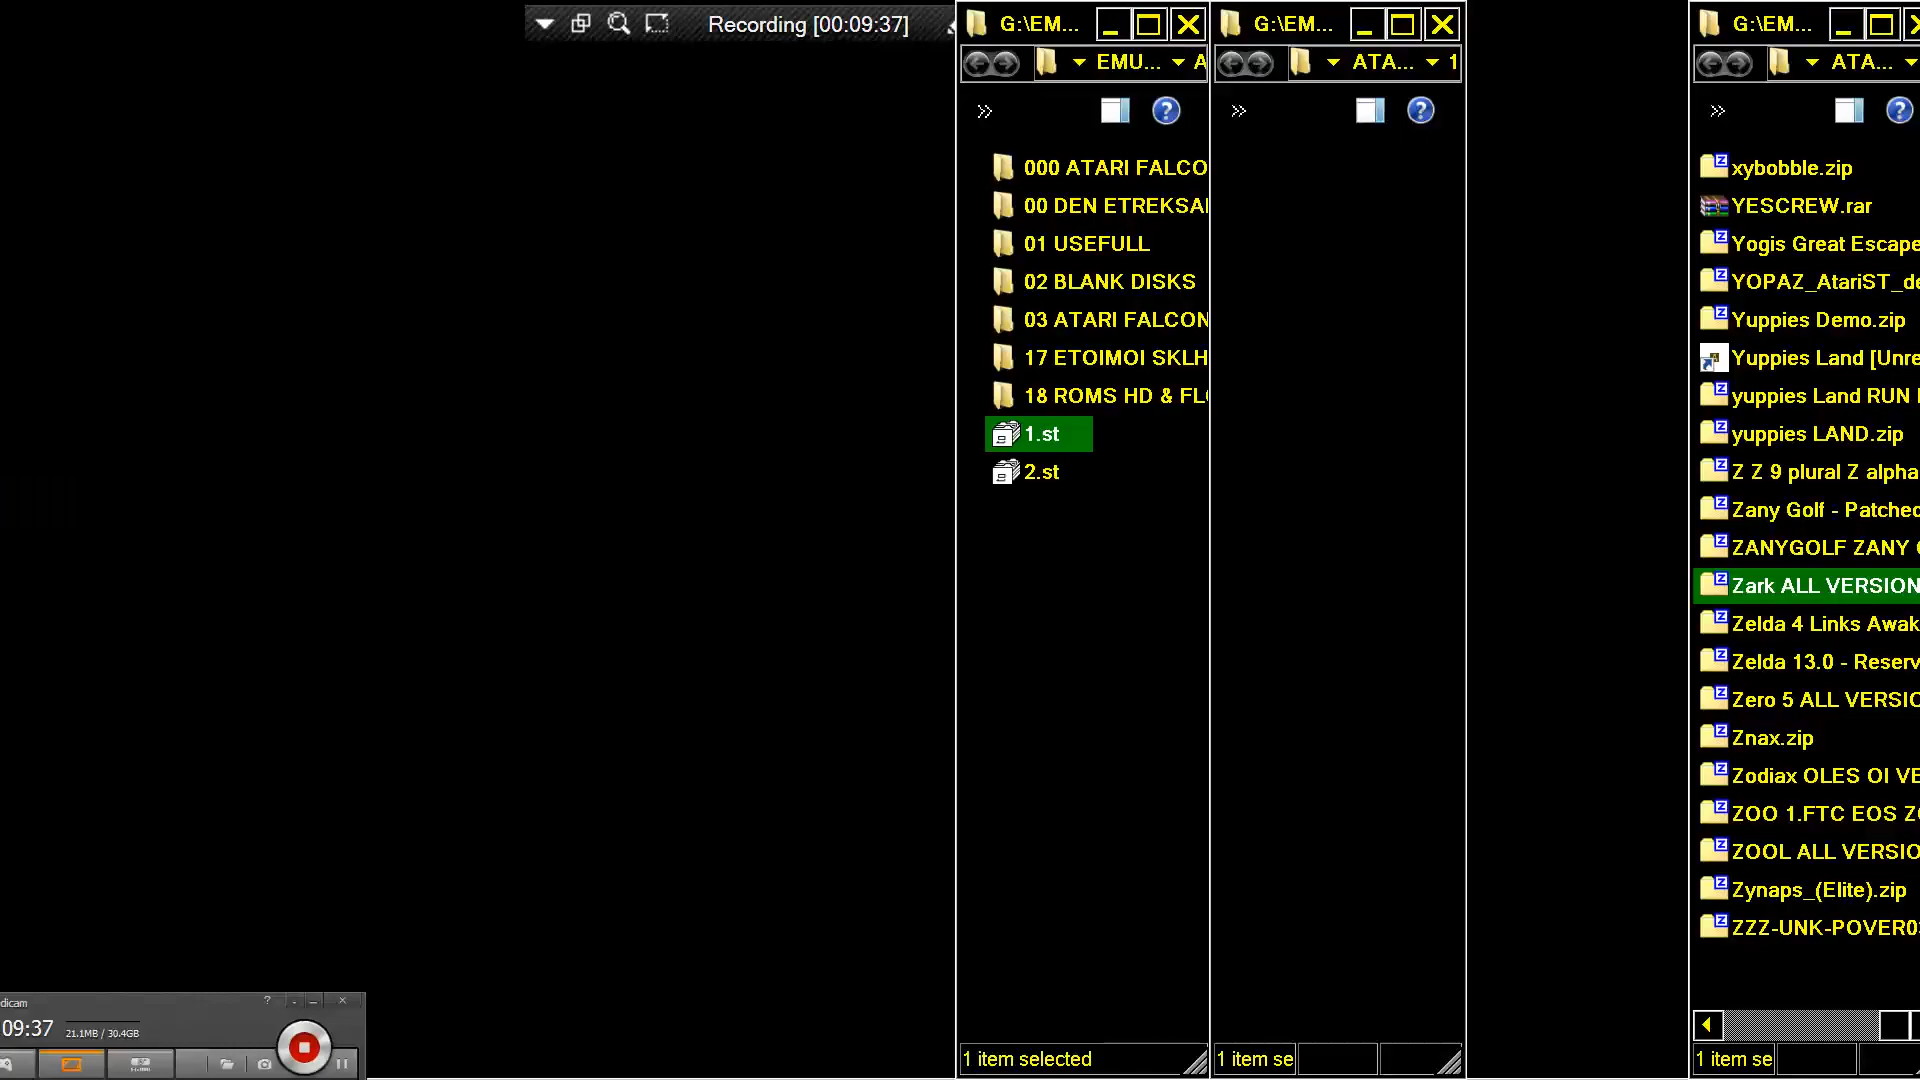 Recording [00:09:37]
G:\EM...
EMU...
000 ATARI FALCO
00 DEN ETREKSA
01 USEFULL
02 BLANK DISKS
03 ATARI FALCON
17 ETOIMOI SKLH
18 ROMS HD & FL
1.st
2.st
1 item selected
G:\EM...
ATA...
1
1 item se
G:\EM...
ATA...
xybobble.zip
YESCREW.rar
Yogis Great Escape
YOPAZ_AtariST_de
Yuppies Demo.zip
Yuppies Land [Unre
yuppies Land RUN
yuppies LAND.zip
Z Z 9 plural Z alpha
Zany Golf - Patched
ZANYGOLF ZANY
Zark ALL VERSION
Zelda 4 Links Awak
Zelda 13.0 - Reserv
Zero 5 ALL VERSIO
Znax.zip
Zodiax OLES OI VE
ZOO 1.FTC EOS Z
ZOOL ALL VERSIO
Zynaps_(Elite).zip
ZZZ-UNK-POVER0
1 item se
dicam
09:37
21.1MB / 30.4GB